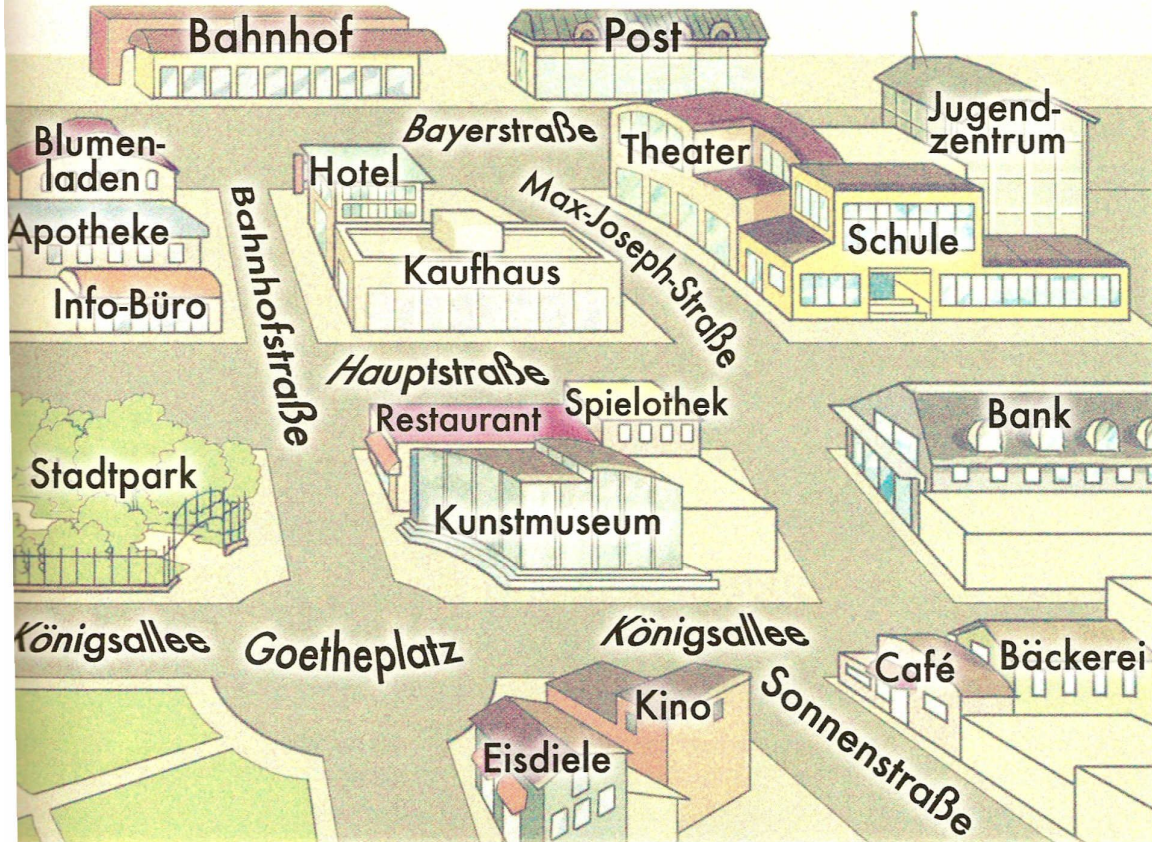 Bahnhof
Post
Jugend-
zentrum
Bayerstraße
Theater
Blumen-
laden
Hotel
Max-Joseph-Straße
Apotheke
Bahnhofstraße
Kaufhaus
Schule
Info-Büro
Hauptstraße
Restaurant
Spielothek
Bank
Stadtpark
Kunstmuseum
Königsallee
Goetheplatz
Königsallee
Café
Bäckerei
Kino
Sonnenstraße
Eisdiele